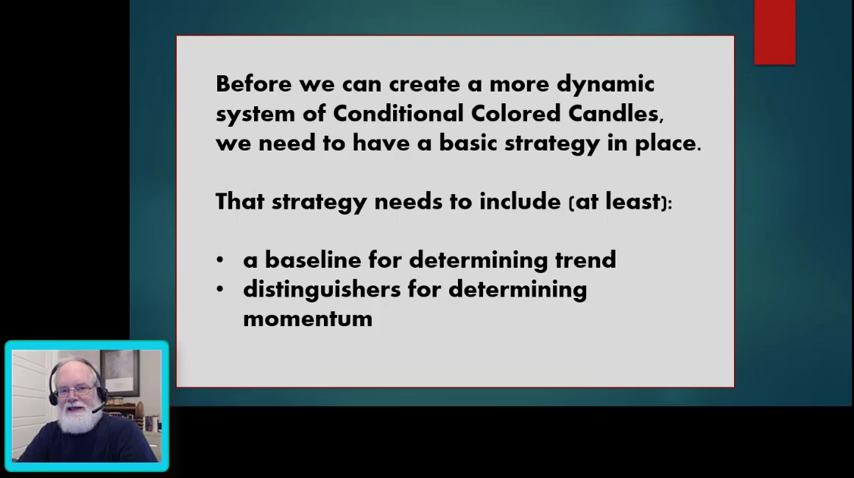 Before we can create a more dynamic
system of Conditional Colored Candles,
we need to have a basic strategy in place.
That strategy needs to include (at least):
• a baseline for determining trend
• distinguishers for determining
momentum